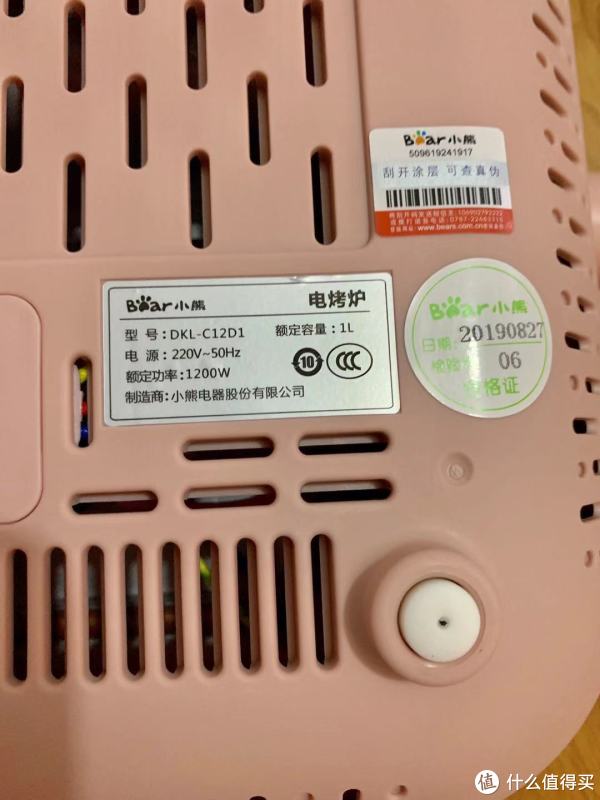 Bear小熊
509619241917
刮开涂层 可查真伪
Bear小熊
电烤炉
型 号:DKL-C12D1
额定容量:1L
电 源:220V~50Hz
额定功率:1200W
10
CCC
制造商:小熊电器股份有限公司
Bear小熊
日期:20190827
检验员 06
合格证
值 什么值得买